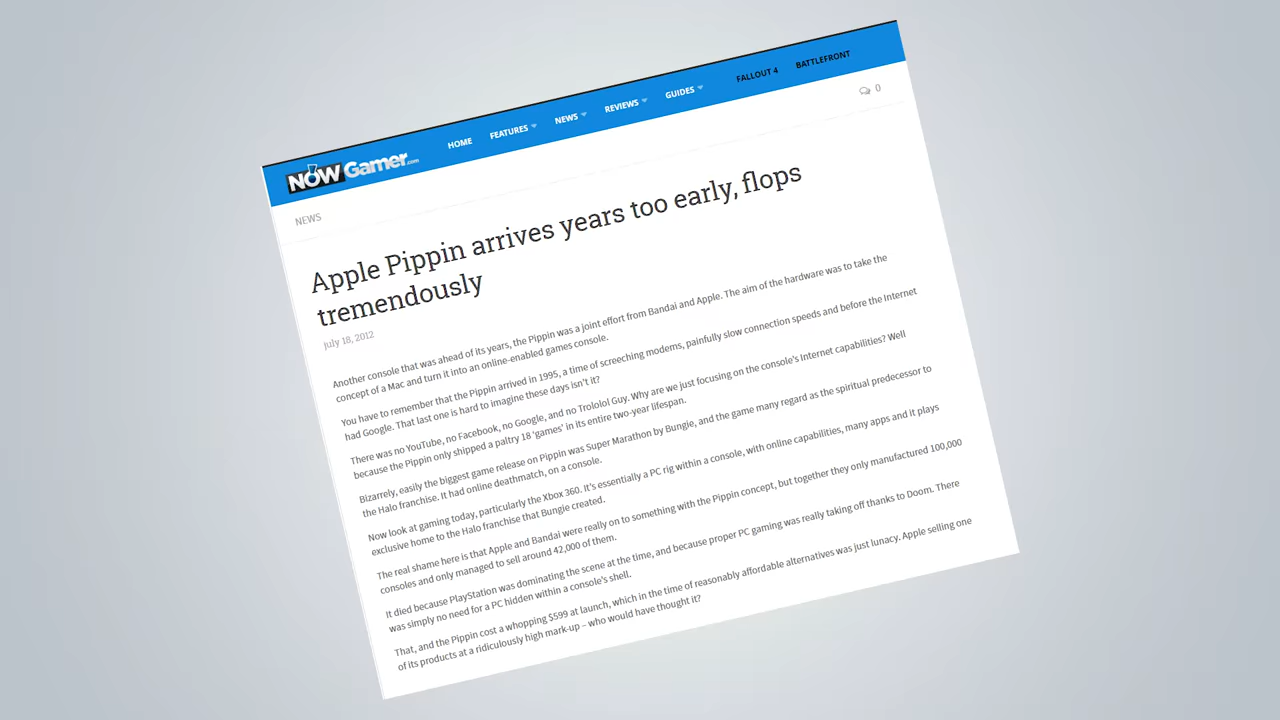 NOWGamer.com
HOME FEATURES NEWS REVIEWS GUIDES FALLOUT 4 BATTLEFRONT
0
NEWS
Apple Pippin arrives years too early, flops
tremendously
July 18, 2012
Another console that was ahead of its years, the Pippin was a joint effort from Bandai and Apple. The aim of the hardware was to take the
concept of a Mac and turn it into an online-enabled games console.
You have to remember that the Pippin arrived in 1995, a time of screeching modems, painfully slow connection speeds and before the Internet
had Google. That last one is hard to imagine these days isn't it?
There was no YouTube, no Facebook, no Google, and no Trololol Guy. Why are we just focusing on the console's Internet capabilities? Well
because the Pippin only shipped a paltry 18 'games' in its entire two-year lifespan.
Bizarrely, easily the biggest game release on Pippin was Super Marathon by Bungie, and the game many regard as the spiritual predecessor to
the Halo franchise. It had online deathmatch, on a console.
Now look at gaming today, particularly the Xbox 360. It's essentially a PC rig within a console, with online capabilities, many apps and it plays
exclusive home to the Halo franchise that Bungie created.
The real shame here is that Apple and Bandai were really on to something with the Pippin concept, but together they only manufactured 100,000
consoles and only managed to sell around 42,000 of them.
It died because PlayStation was dominating the scene at the time, and because proper PC gaming was really taking off thanks to Doom. There
was simply no need for a PC hidden within a console's shell.
That, and the Pippin cost a whopping $599 at launch, which in the time of reasonably affordable alternatives was just lunacy. Apple selling one
of its products at a ridiculously high mark-up – who would have thought it?